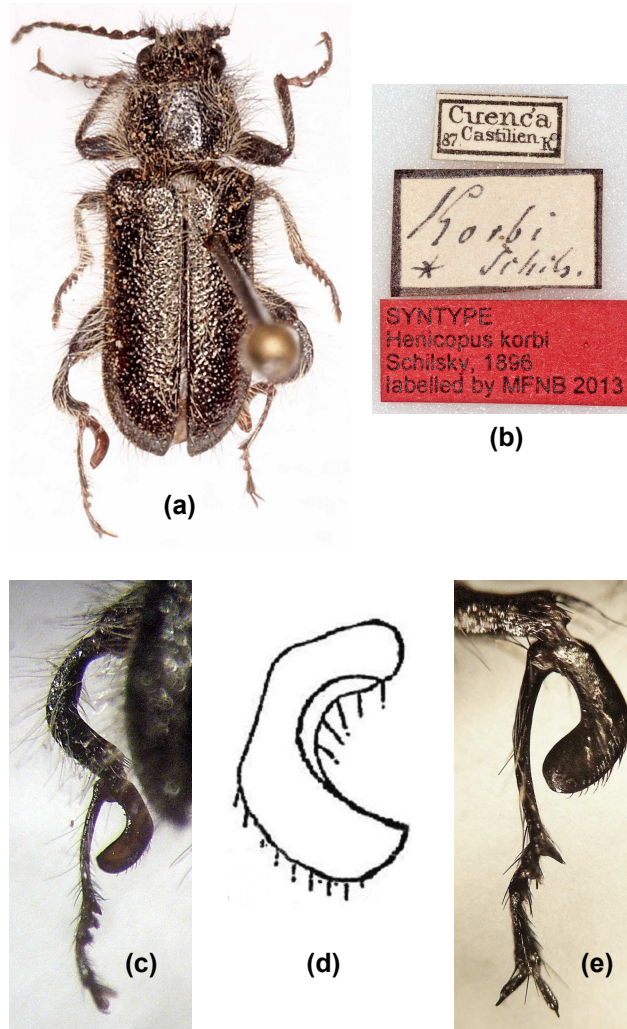 Cuenca
87. Castilien K.
Korbi
* Schils.
SYNTYPE
Henicopus korbi
Schilsky, 1896
labelled by MFNB 2013
(b)
(a)
(c)
(d)
(e)